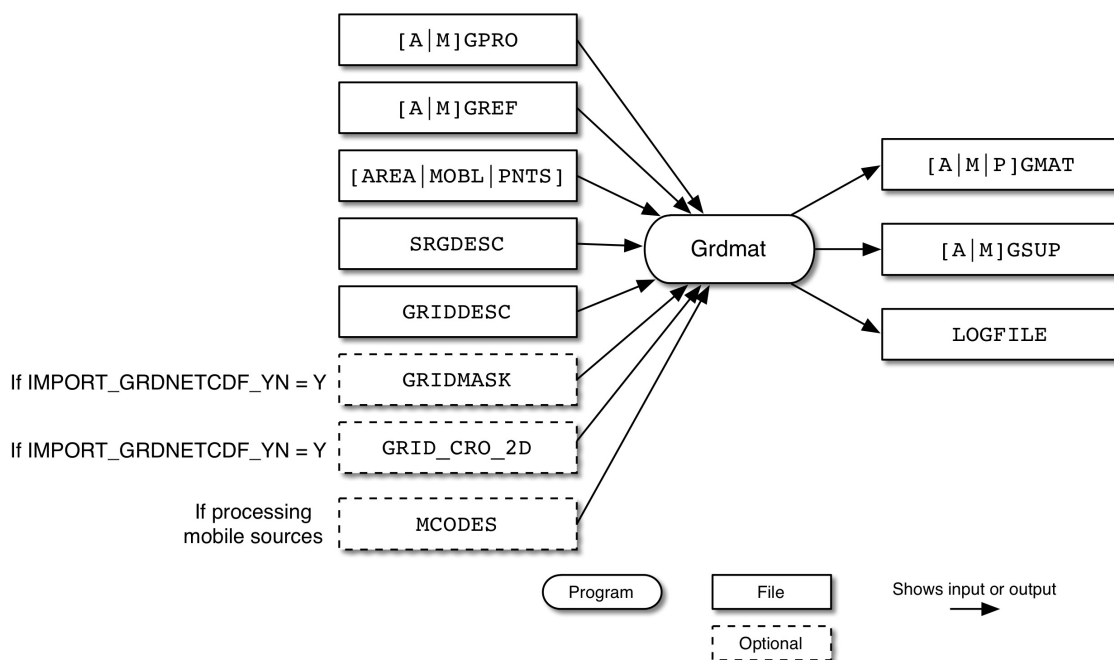 [A|M]GPRO
[A|M]GREF
[AREA|MOBL|PNTS]
SRGDESC
GRIDDESC
If IMPORT_GRDNETCDF_YN = Y
GRIDMASK
If IMPORT_GRDNETCDF_YN = Y
GRID_CRO_2D
If processing
mobile sources
MCODES
Grdmat
[A|M|P]GMAT
[A|M]GSUP
LOGFILE
Program
File
Shows input or output
Optional